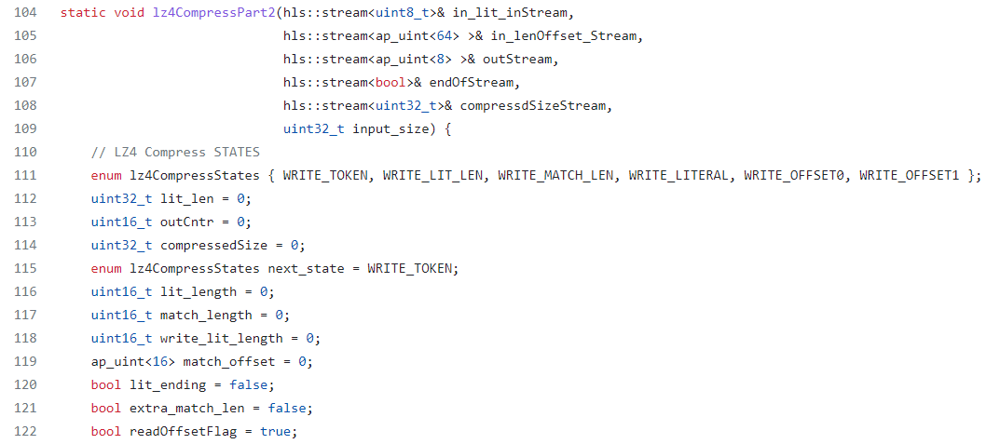 104 static void lz4CompressPart2(hls::stream<uint8_t>& in_lit_inStream,
105 hls::stream<ap_uint<64> >& in_lenOffset_Stream,
106 hls::stream<ap_uint<8> >& outStream,
107 hls::stream<bool>& endOfStream,
108 hls::stream<uint32_t>& compressdSizeStream,
109 uint32_t input_size) {
110 // LZ4 Compress STATES
111 enum lz4CompressStates { WRITE_TOKEN, WRITE_LIT_LEN, WRITE_MATCH_LEN, WRITE_LITERAL, WRITE_OFFSET0, WRITE_OFFSET1 };
112 uint32_t lit_len = 0;
113 uint16_t outCntr = 0;
114 uint32_t compressedSize = 0;
115 enum lz4CompressStates next_state = WRITE_TOKEN;
116 uint16_t lit_length = 0;
117 uint16_t match_length = 0;
118 uint16_t write_lit_length = 0;
119 ap_uint<16> match_offset = 0;
120 bool lit_ending = false;
121 bool extra_match_len = false;
122 bool readOffsetFlag = true;